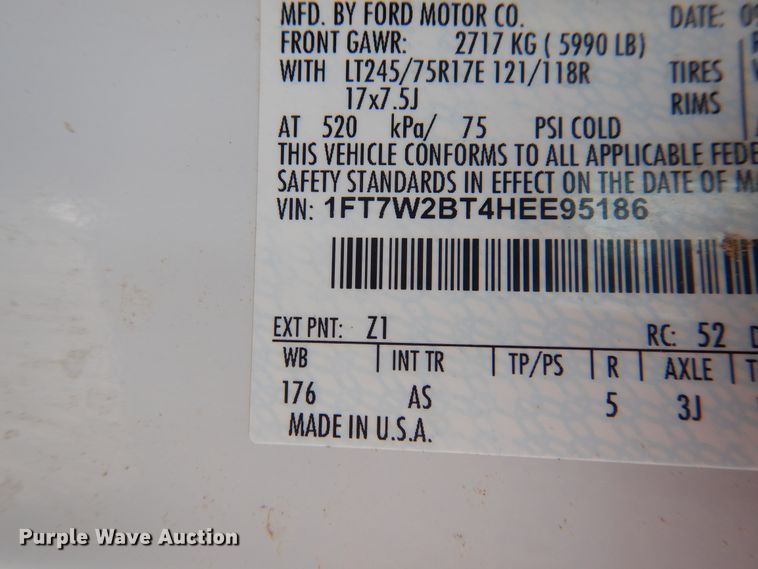 MFD. BY FORD MOTOR CO. DATE:
FRONT GAWR: 2717 KG ( 5990 LB)
WITH LT245/75R17E 121/118R TIRES
17x7.5J RIMS
AT 520 kPa/ 75 PSI COLD
THIS VEHICLE CONFORMS TO ALL APPLICABLE FEDE
SAFETY STANDARDS IN EFFECT ON THE DATE OF M
VIN: 1FT7W2BT4HEE95186
EXT PNT: Z1 RC: 52 D
WB INT TR TP/PS R AXLE T
176 AS 5 3J
MADE IN U.S.A.
Purple Wave Auction